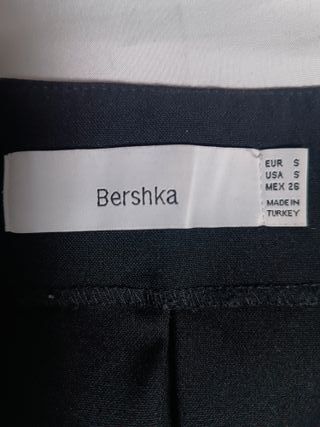 Bershka
EUR S
USA S
MEX 26
MADE IN
TURKEY